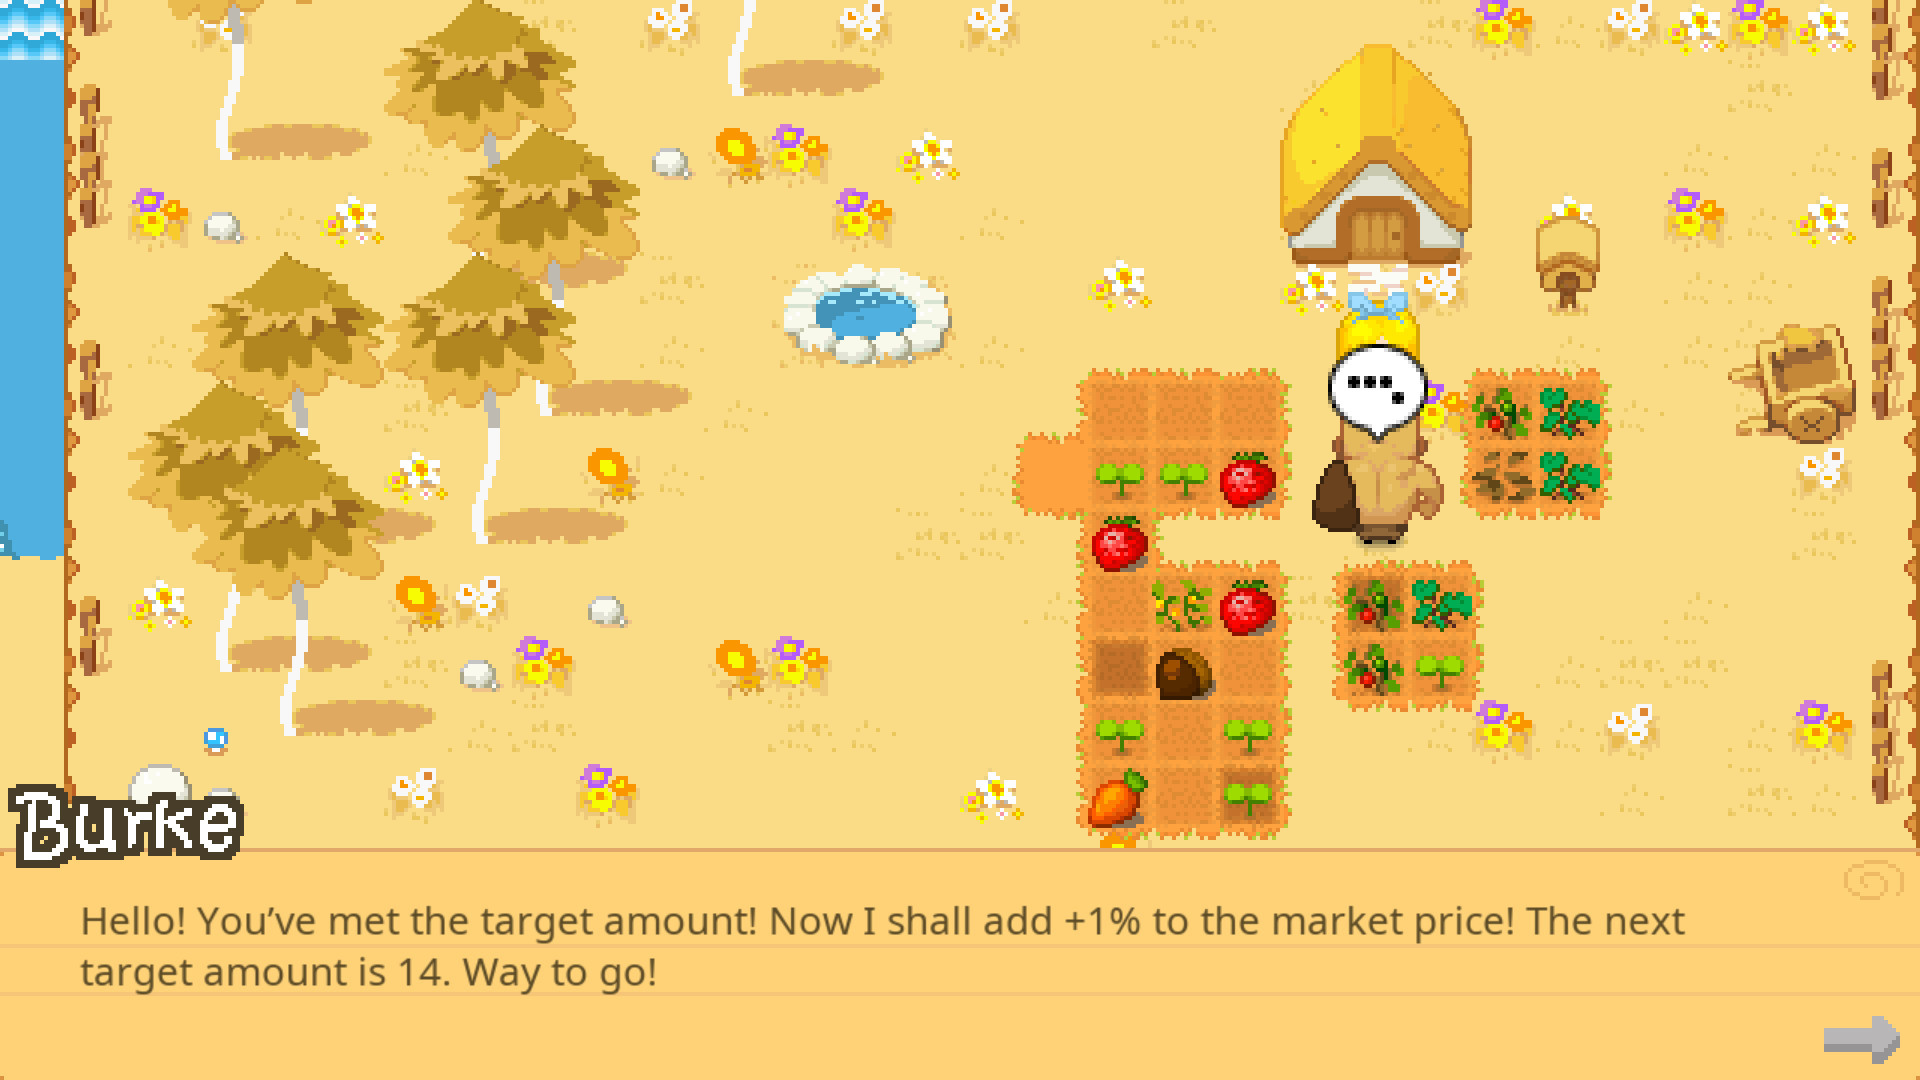 Burke
Hello! You’ve met the target amount! Now I shall add +1% to the market price! The next
target amount is 14. Way to go!